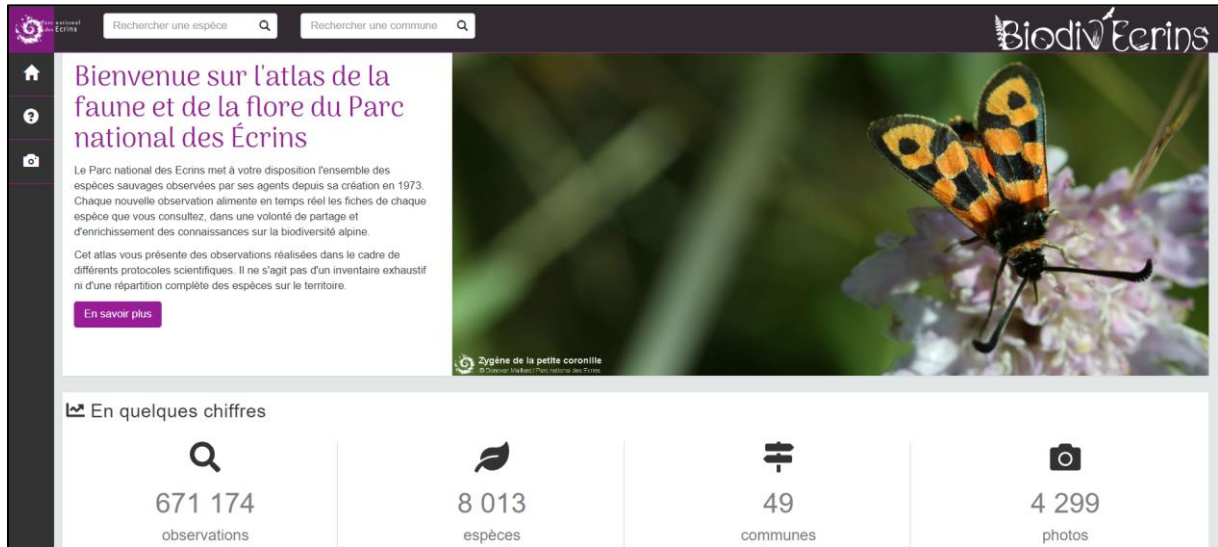 Parc national
des Ecrins
Rechercher une espèce
Rechercher une commune
Biodiv'Ecrins
Bienvenue sur l'atlas de la
faune et de la flore du Parc
national des Écrins
Le Parc national des Ecrins met à votre disposition l'ensemble des
espèces sauvages observées par ses agents depuis sa création en 1973.
Chaque nouvelle observation alimente en temps réel les fiches de chaque
espèce que vous consultez, dans une volonté de partage et
d'enrichissement des connaissances sur la biodiversité alpine.
Cet atlas vous présente des observations réalisées dans le cadre de
différents protocoles scientifiques. Il ne s'agit pas d'un inventaire exhaustif
ni d'une répartition complète des espèces sur le territoire.
En savoir plus
Zygène de la petite coronille
© Donovan Maillard / Parc national des Ecrins
En quelques chiffres
671 174
observations
8 013
espèces
49
communes
4 299
photos